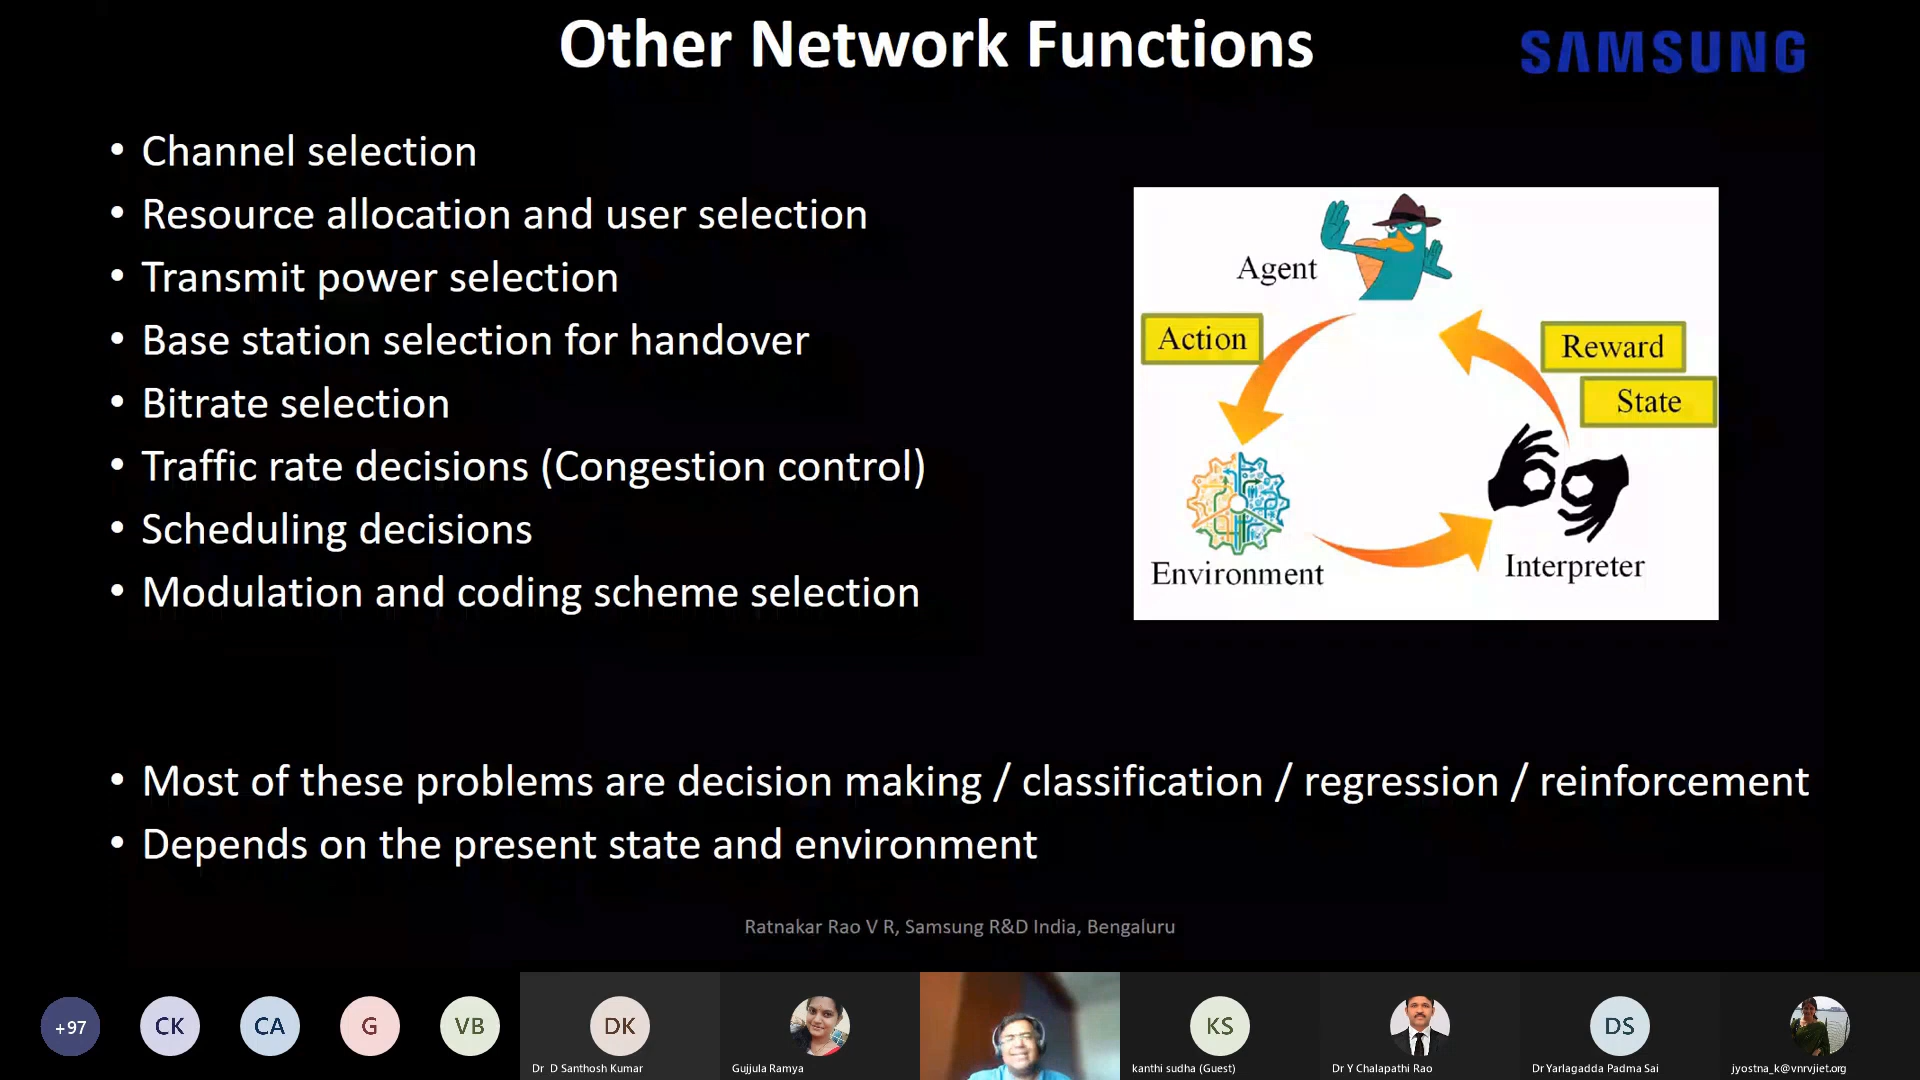 Other Network Functions
SAMSUNG
• Channel selection
• Resource allocation and user selection
• Transmit power selection
• Base station selection for handover
• Bitrate selection
• Traffic rate decisions (Congestion control)
• Scheduling decisions
• Modulation and coding scheme selection
Agent
Action
Reward
State
Environment
Interpreter
• Most of these problems are decision making / classification / regression / reinforcement
• Depends on the present state and environment
Ratnakar Rao V R, Samsung R&D India, Bengaluru
+97
CK
CA
G
VB
DK
KS
DS
Dr D Santhosh Kumar
Gujjula Ramya
kanthi sudha (Guest)
Dr Y Chalapathi Rao
Dr Yarlagadda Padma Sai
jyostna_k@vnrvjiet.org